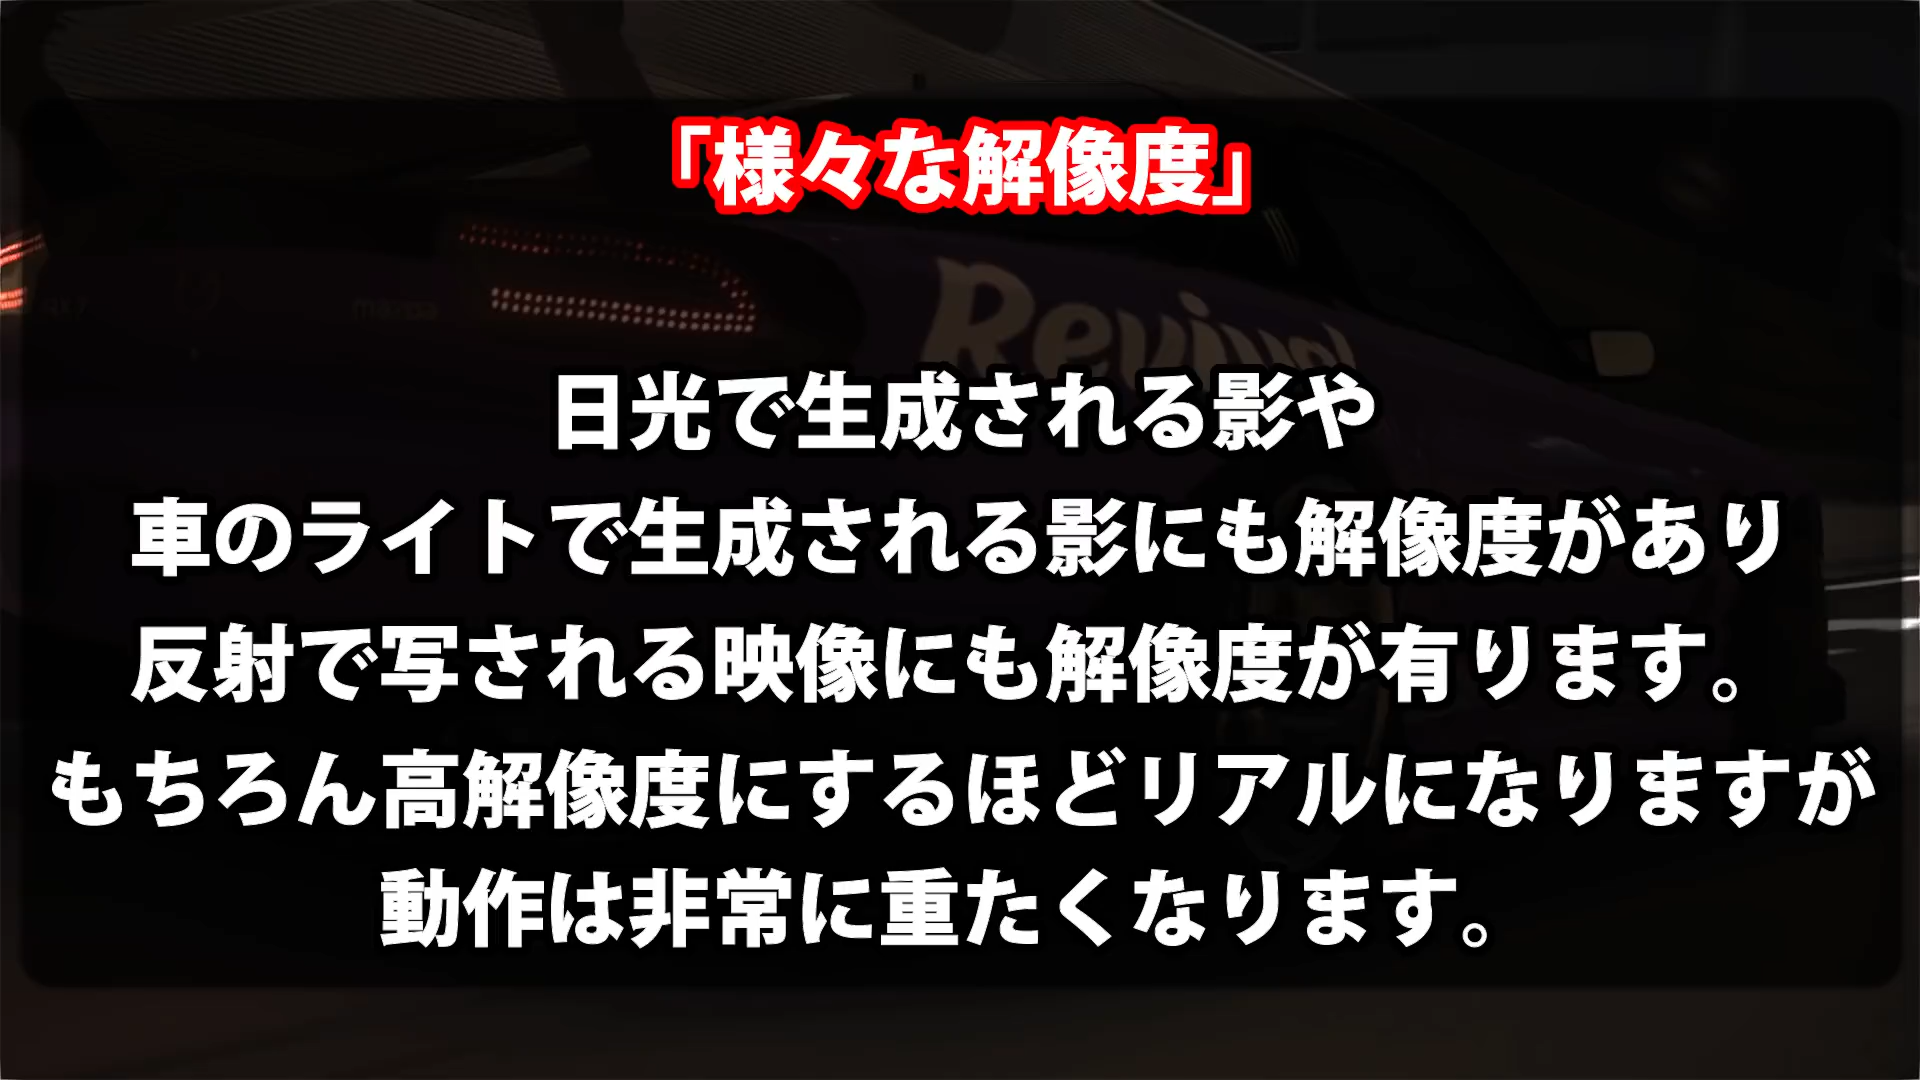 「様々な解像度」
Revival
日光で生成される影や
車のライトで生成される影にも解像度があり
反射で写される映像にも解像度が有ります。
もちろん高解像度にするほどリアルになりますが
動作は非常に重たくなります。